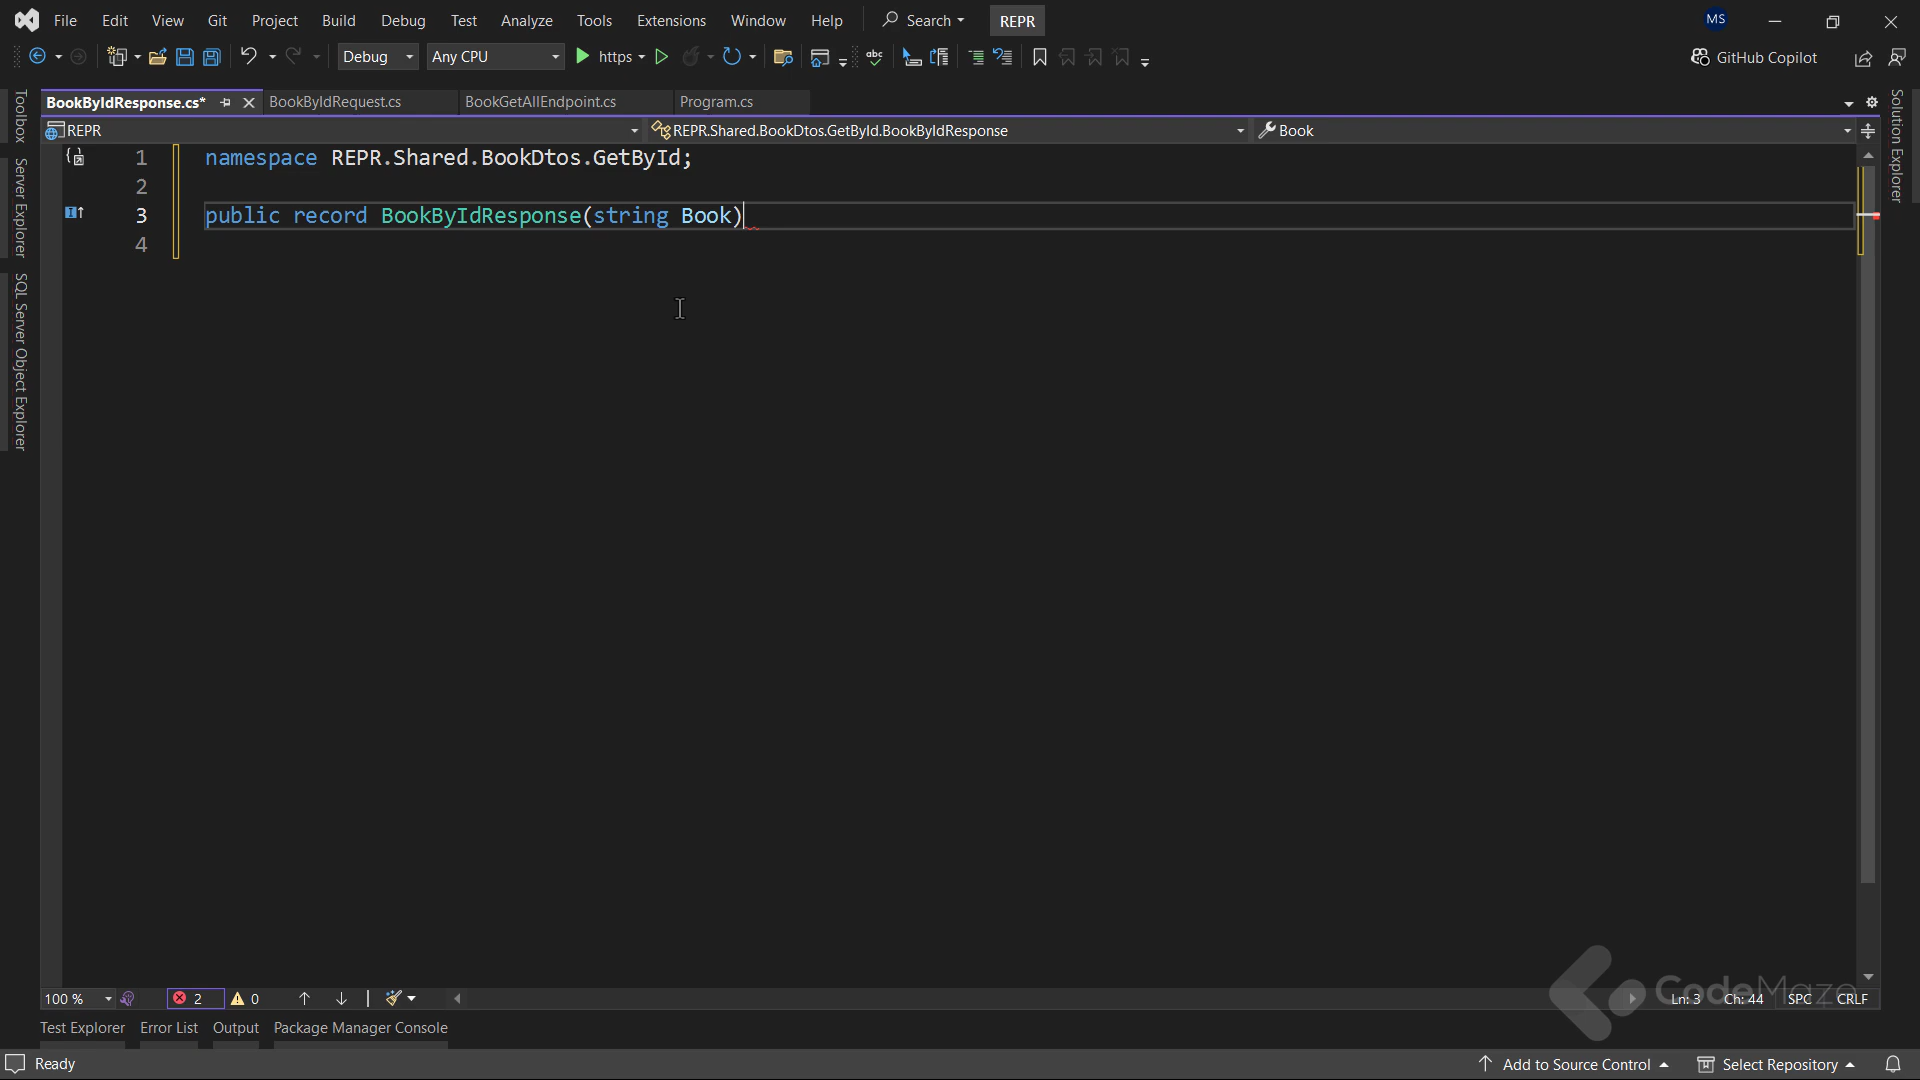 File Edit View Git Project Build Debug Test Analyze Tools Extensions Window Help Search REPR MS
Debug Any CPU https abc GitHub Copilot
BookByIdResponse.cs* BookByIdRequest.cs BookGetAllEndpoint.cs Program.cs
REPR REPR.Shared.BookDtos.GetById.BookByIdResponse Book
Toolbox
Server Explorer
SQL Server Object Explorer
Solution Explorer
1 namespace REPR.Shared.BookDtos.GetById;
2
3 public record BookByIdResponse(string Book)
4
CodeMaze
100 % 2 0 Ln: 3 Ch: 44 SPC CRLF
Test Explorer Error List Output Package Manager Console
Ready Add to Source Control Select Repository